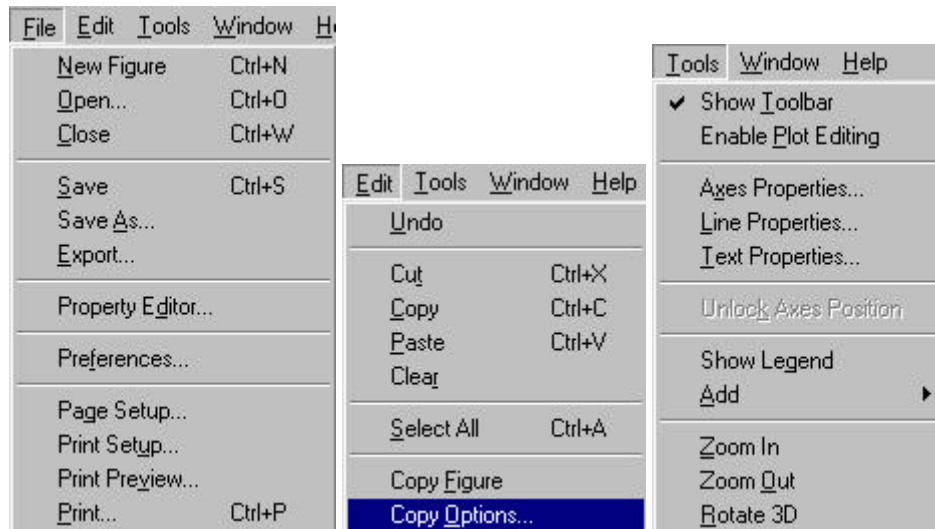 File Edit Tools Window
New Figure Ctrl+N
Open... Ctrl+O
Close Ctrl+W
Save Ctrl+S
Save As...
Export...
Property Editor...
Preferences...
Page Setup...
Print Setup...
Print Preview...
Print... Ctrl+P
Edit Tools Window Help
Undo
Cut Ctrl+X
Copy Ctrl+C
Paste Ctrl+V
Clear
Select All Ctrl+A
Copy Figure
Copy Options...
Tools Window Help
Show Toolbar
Enable Plot Editing
Axes Properties...
Line Properties...
Text Properties...
Unlock Axes Position
Show Legend
Add
Zoom In
Zoom Out
Rotate 3D